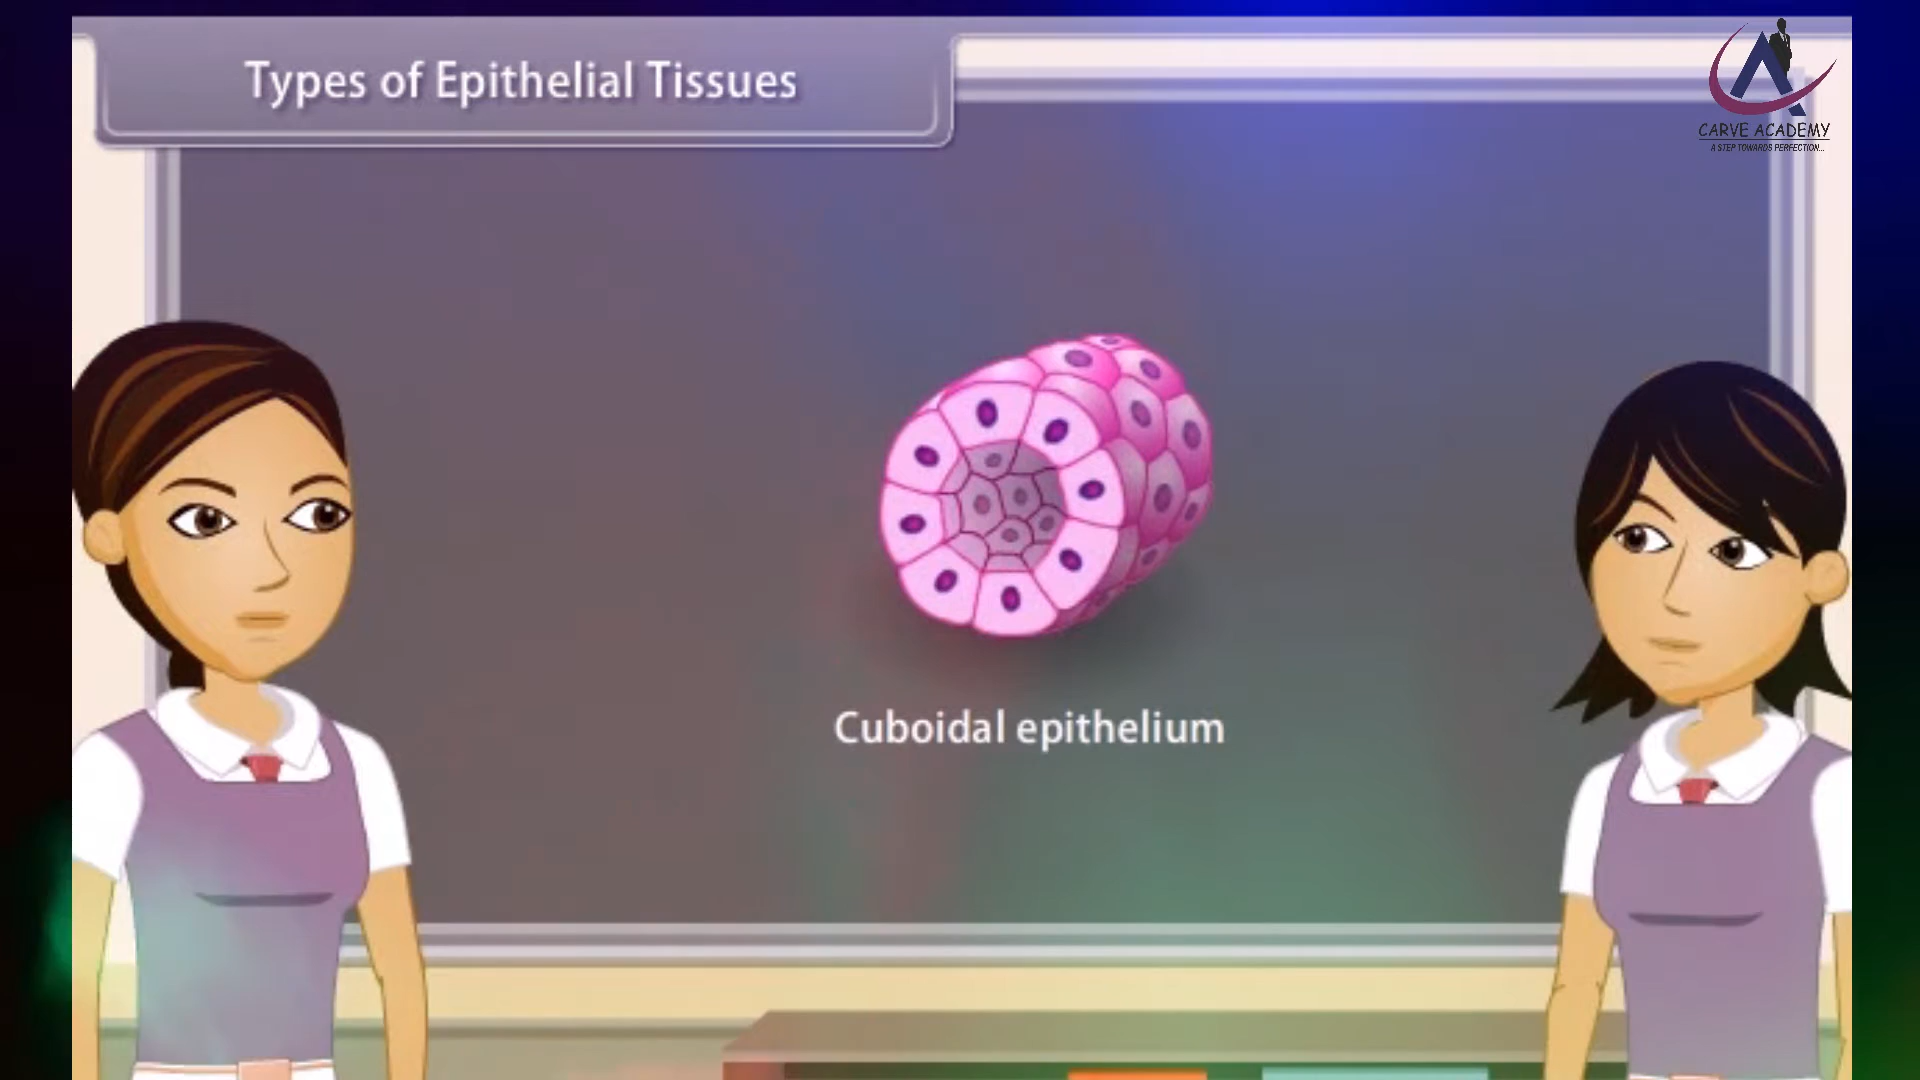 Types of Epithelial Tissues
CARVE ACADEMY
A STEP TOWARDS PERFECTION...
Cuboidal epithelium